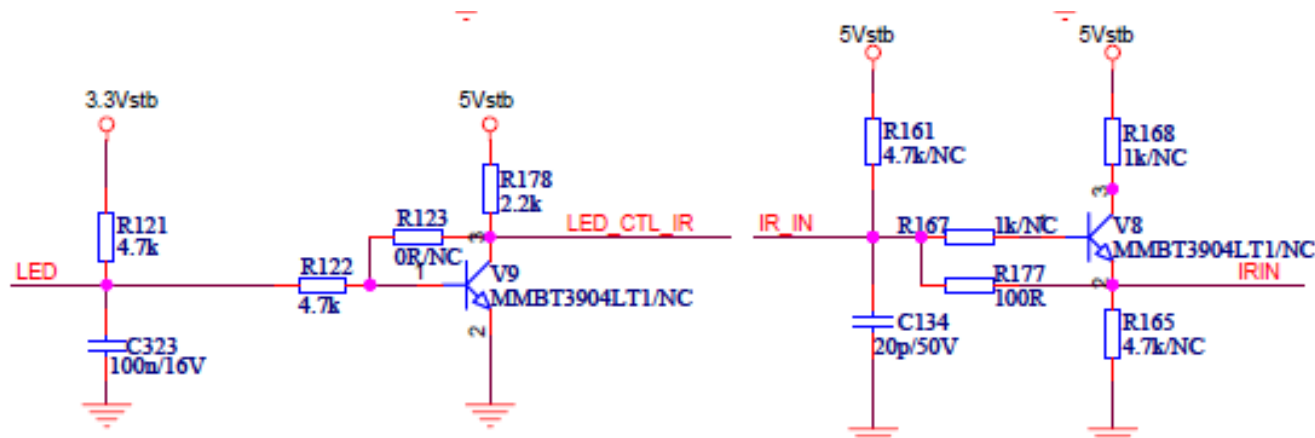 3.3Vstb
R121
4.7k
LED
C323
100n/16V
R122
4.7k
5Vstb
R178
2.2k
R123
0R/NC
3
1
V9
MMBT3904LT1/NC
2
LED_CTL_IR
5Vstb
R161
4.7k/NC
IR_IN
R167
1k/NC
R177
100R
C134
20p/50V
5Vstb
R168
1k/NC
3
V8
MMBT3904LT1/NC
2
IRIN
R165
4.7k/NC